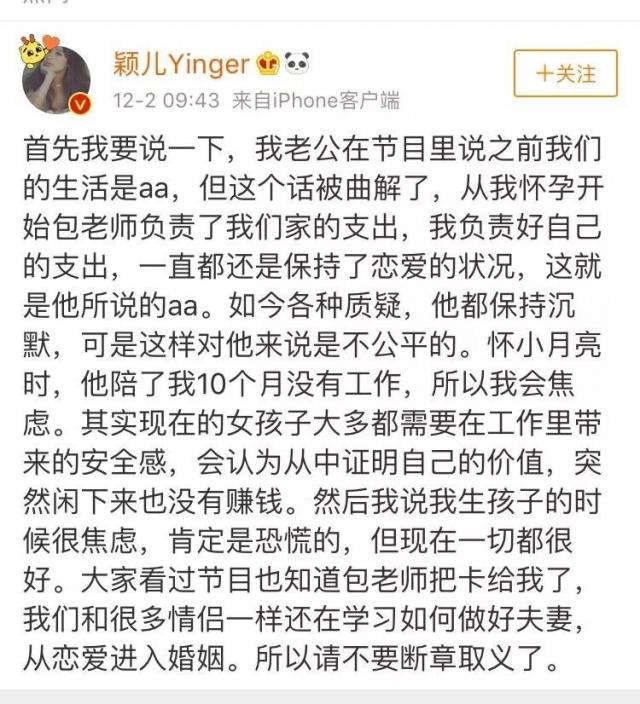 颖儿Yinger
+关注
12-2 09:43 来自iPhone客户端
首先我要说一下，我老公在节目里说之前我们
的生活是aa，但这个话被曲解了，从我怀孕开
始包老师负责了我们家的支出，我负责好自己
的支出，一直都还是保持了恋爱的状况，这就
是他所说的aa。如今各种质疑，他都保持沉
默，可是这样对他来说是不公平的。怀小月亮
时，他陪了我10个月没有工作，所以我会焦
虑。其实现在的女孩子大多都需要在工作里带
来的安全感，会认为从中证明自己的价值，突
然闲下来也没有赚钱。然后我说我生孩子的时
候很焦虑，肯定是恐慌的，但现在一切都很
好。大家看过节目也知道包老师把卡给我了，
我们和很多情侣一样还在学习如何做好夫妻，
从恋爱进入婚姻。所以请不要断章取义了。